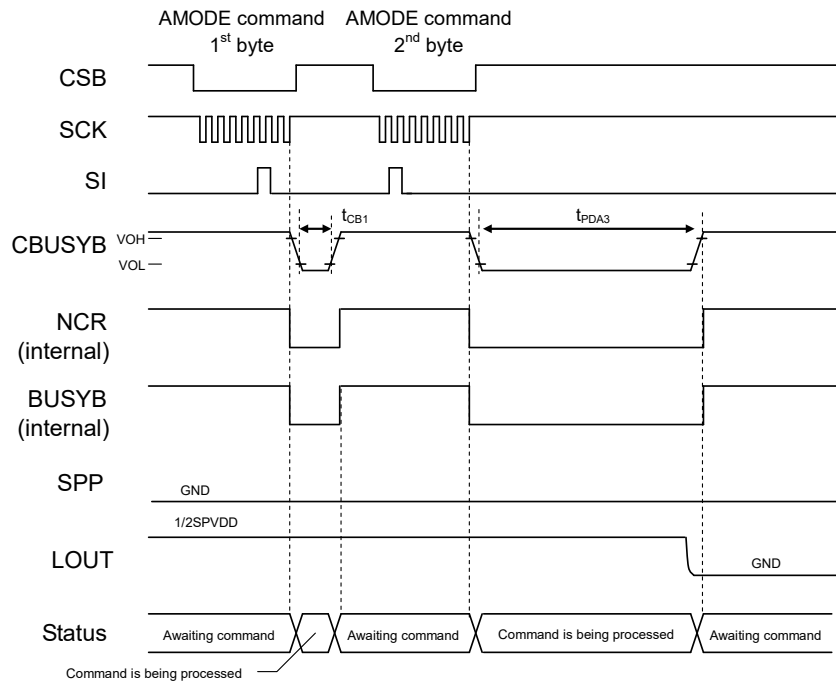 AMODE command
1st byte
AMODE command
2nd byte
CSB
SCK
SI
tCB1
tPDA3
CBUSYB
VOH
VOL
NCR
(internal)
BUSYB
(internal)
SPP
GND
1/2SPVDD
LOUT
GND
Status
Awaiting command
Awaiting command
Command is being processed
Awaiting command
Command is being processed